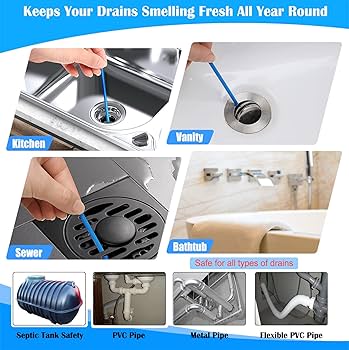 Keeps Your Drains Smelling Fresh All Year Round
Kitchen
Vanity
Sewer
Bathtub
Safe for all types of drains
Septic Tank Safety
PVC Pipe
Metal Pipe
Flexible PVC Pipe